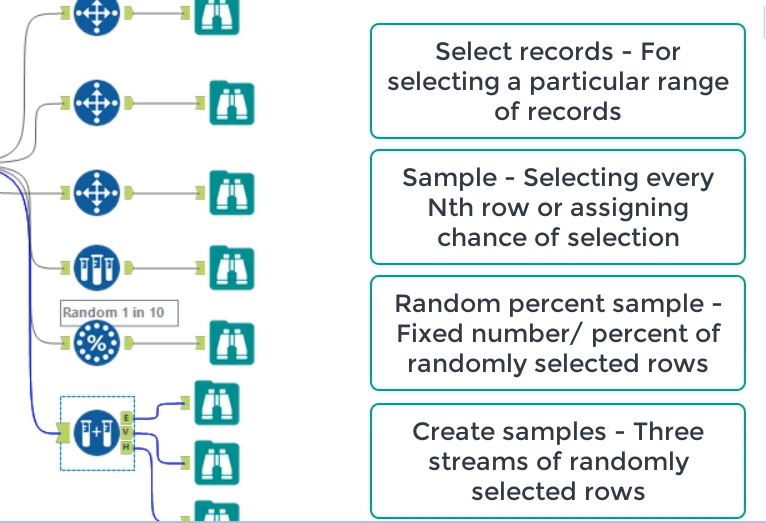 Select records - For
selecting a particular range
of records
Sample - Selecting every
Nth row or assigning
chance of selection
Random 1 in 10
%
Random percent sample -
Fixed number/ percent of
randomly selected rows
E
V
H
Create samples - Three
streams of randomly
selected rows